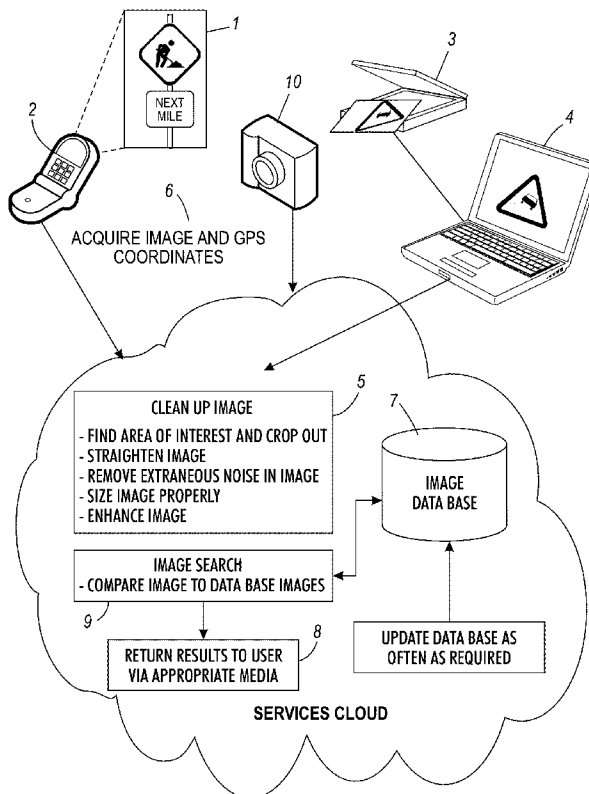 1
NEXT
MILE
2
10
3
4
6
ACQUIRE IMAGE AND GPS
COORDINATES
5
CLEAN UP IMAGE
- FIND AREA OF INTEREST AND CROP OUT
- STRAIGHTEN IMAGE
- REMOVE EXTRANEOUS NOISE IN IMAGE
- SIZE IMAGE PROPERLY
- ENHANCE IMAGE
7
IMAGE
DATA BASE
IMAGE SEARCH
- COMPARE IMAGE TO DATA BASE IMAGES
9
8
RETURN RESULTS TO USER
VIA APPROPRIATE MEDIA
UPDATE DATA BASE AS
OFTEN AS REQUIRED
SERVICES CLOUD